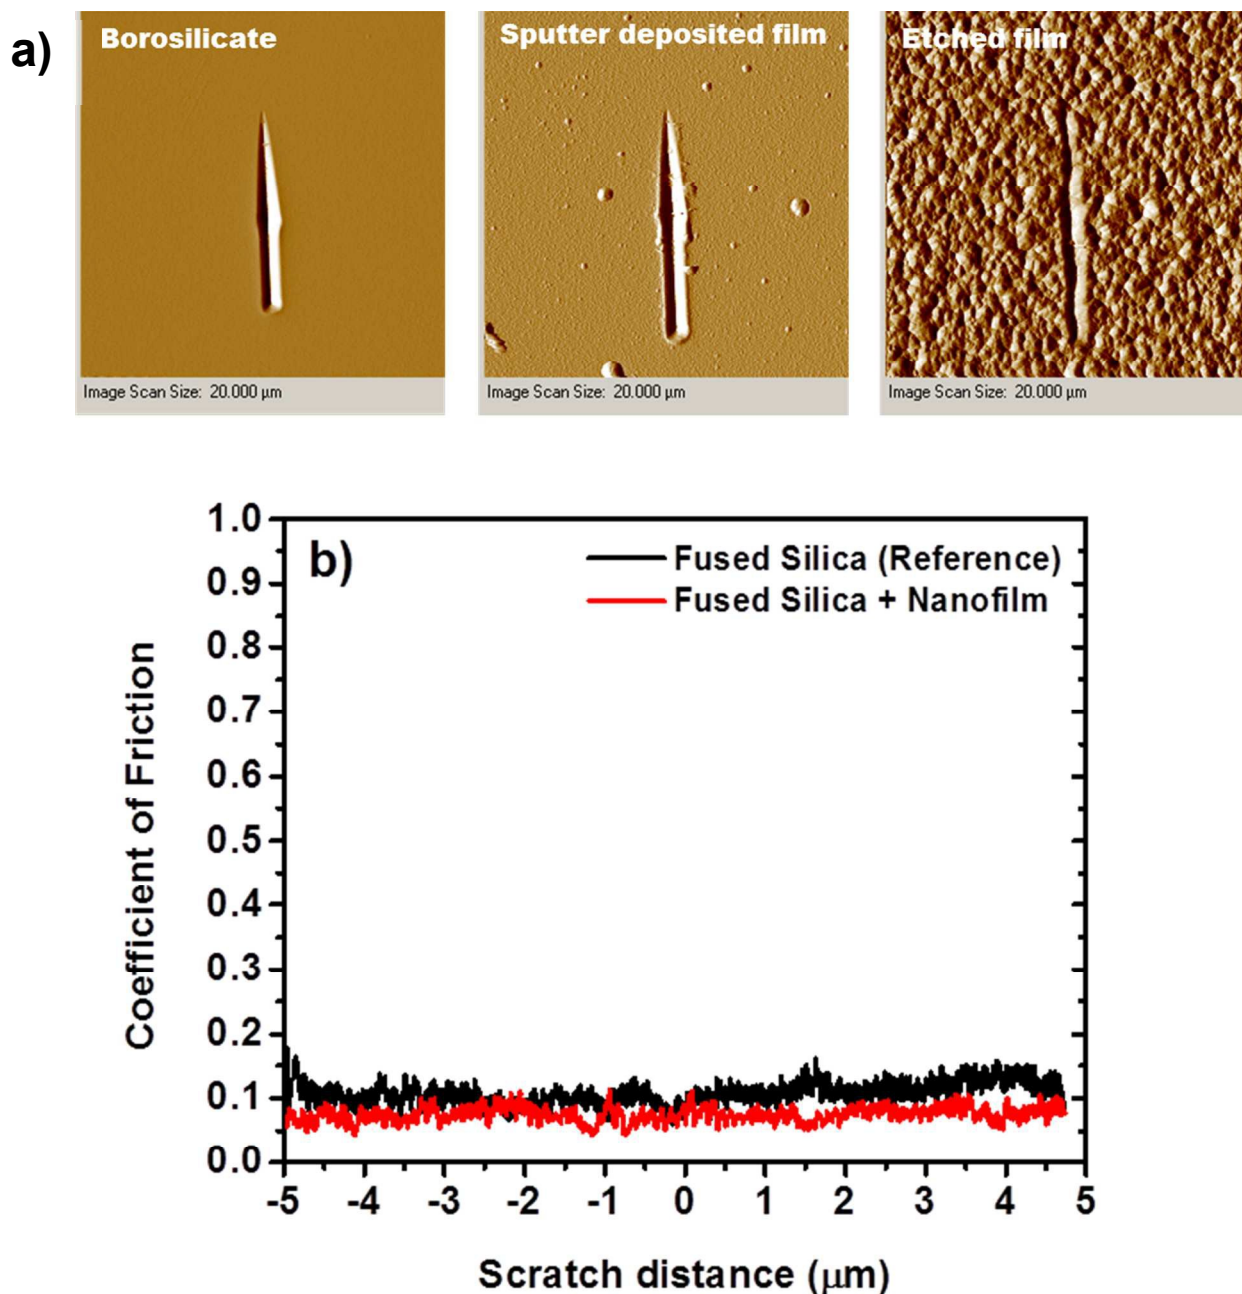 a)
Borosilicate
Sputter deposited film
Etched film
Image Scan Size: 20.000 µm
Image Scan Size: 20.000 µm
Image Scan Size: 20.000 µm
b)
Fused Silica (Reference)
Fused Silica + Nanofilm
Coefficient of Friction
1.0
0.9
0.8
0.7
0.6
0.5
0.4
0.3
0.2
0.1
0.0
-5 -4 -3 -2 -1 0 1 2 3 4 5
Scratch distance (µm)